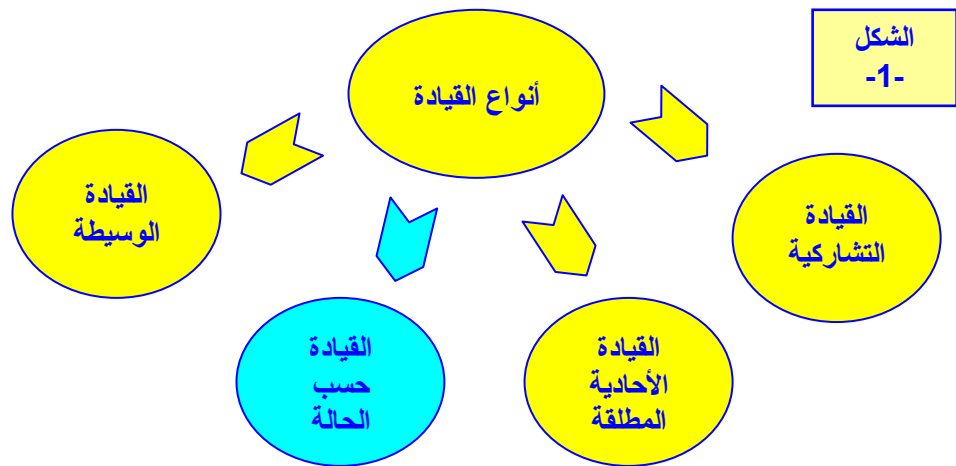 الشكل
-1-
أنواع القيادة
القيادة
التشاركية
القيادة
الوسيطة
القيادة
الأحادية
المطلقة
القيادة
حسب
الحالة